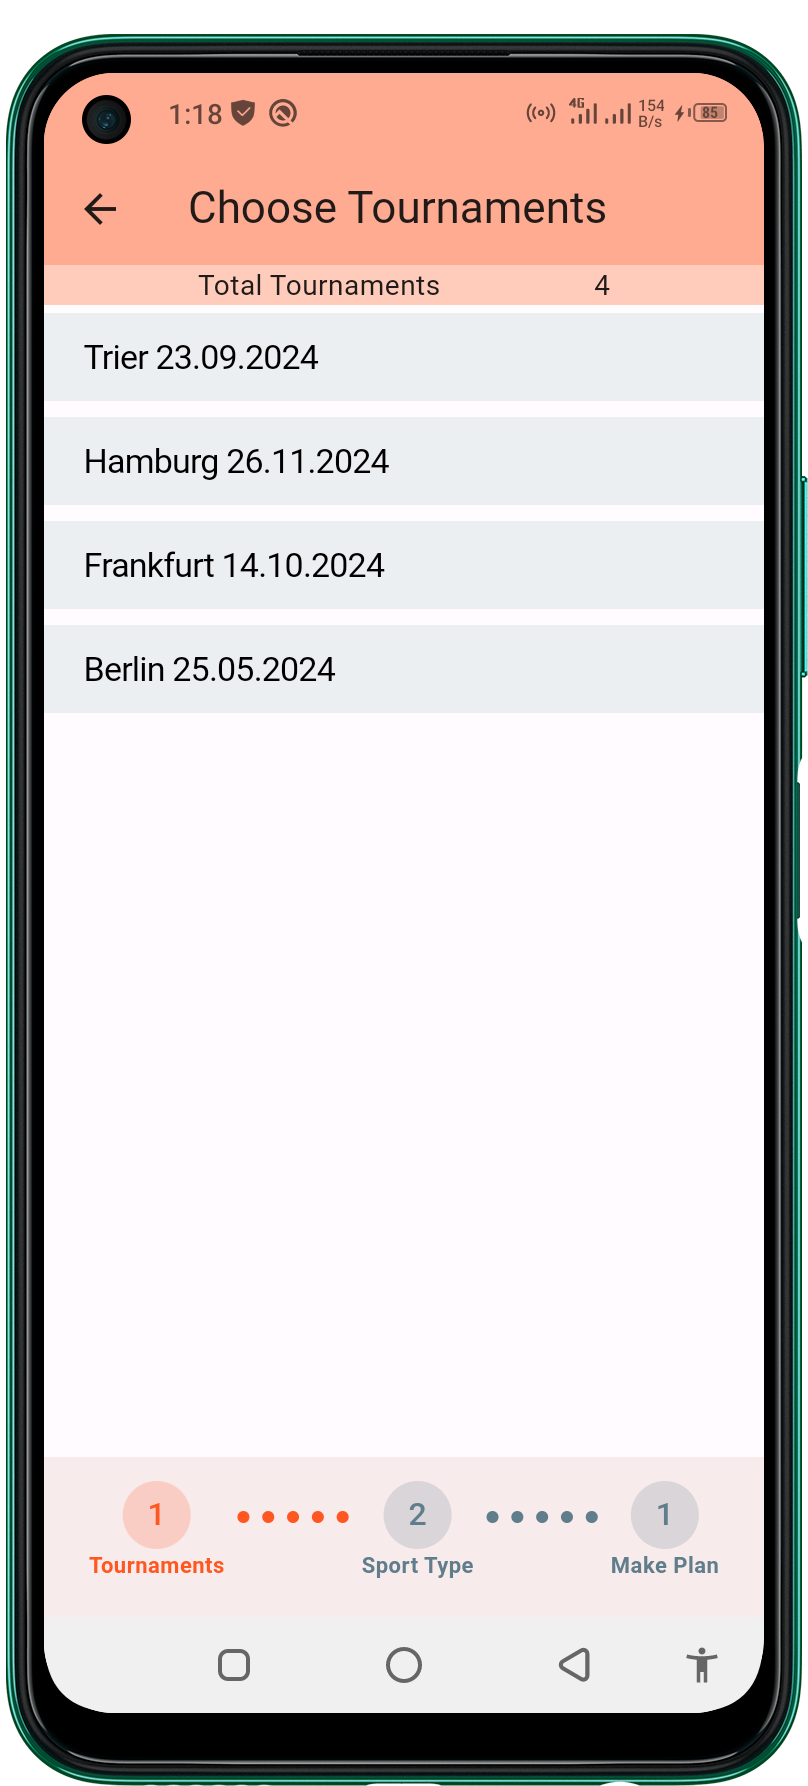 1:18 4G 154 B/s 85
Choose Tournaments
Total Tournaments 4
Trier 23.09.2024
Hamburg 26.11.2024
Frankfurt 14.10.2024
Berlin 25.05.2024
1 2 1
Tournaments Sport Type Make Plan